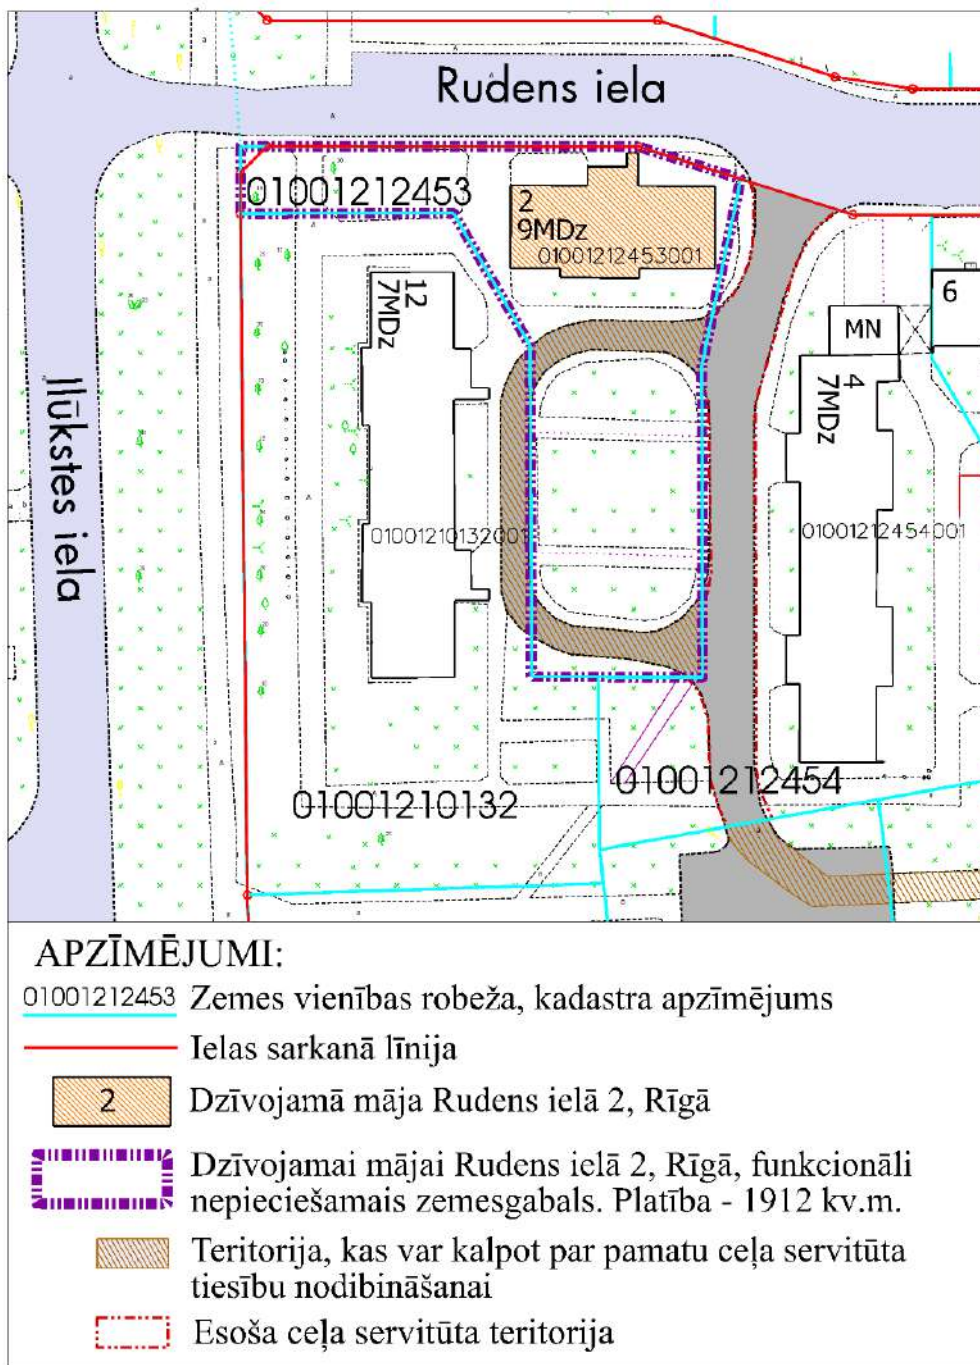 Rudens iela
01001212453
2
9MDz
01001212453001
12
7MDz
6
MN
4
7MDz
Ilūkstes iela
01001210132001
01001212454001
01001212454
01001210132
APZĪMĒJUMI:
01001212453 Zemes vienības robeža, kadastra apzīmējums
Ielas sarkanā līnija
2 Dzīvojamā māja Rudens ielā 2, Rīgā
Dzīvojamai mājai Rudens ielā 2, Rīgā, funkcionāli
nepieciešamais zemesgabals. Platība - 1912 kv.m.
Teritorija, kas var kalpot par pamatu ceļa servitūta
tiesību nodibināšanai
Esoša ceļa servitūta teritorija